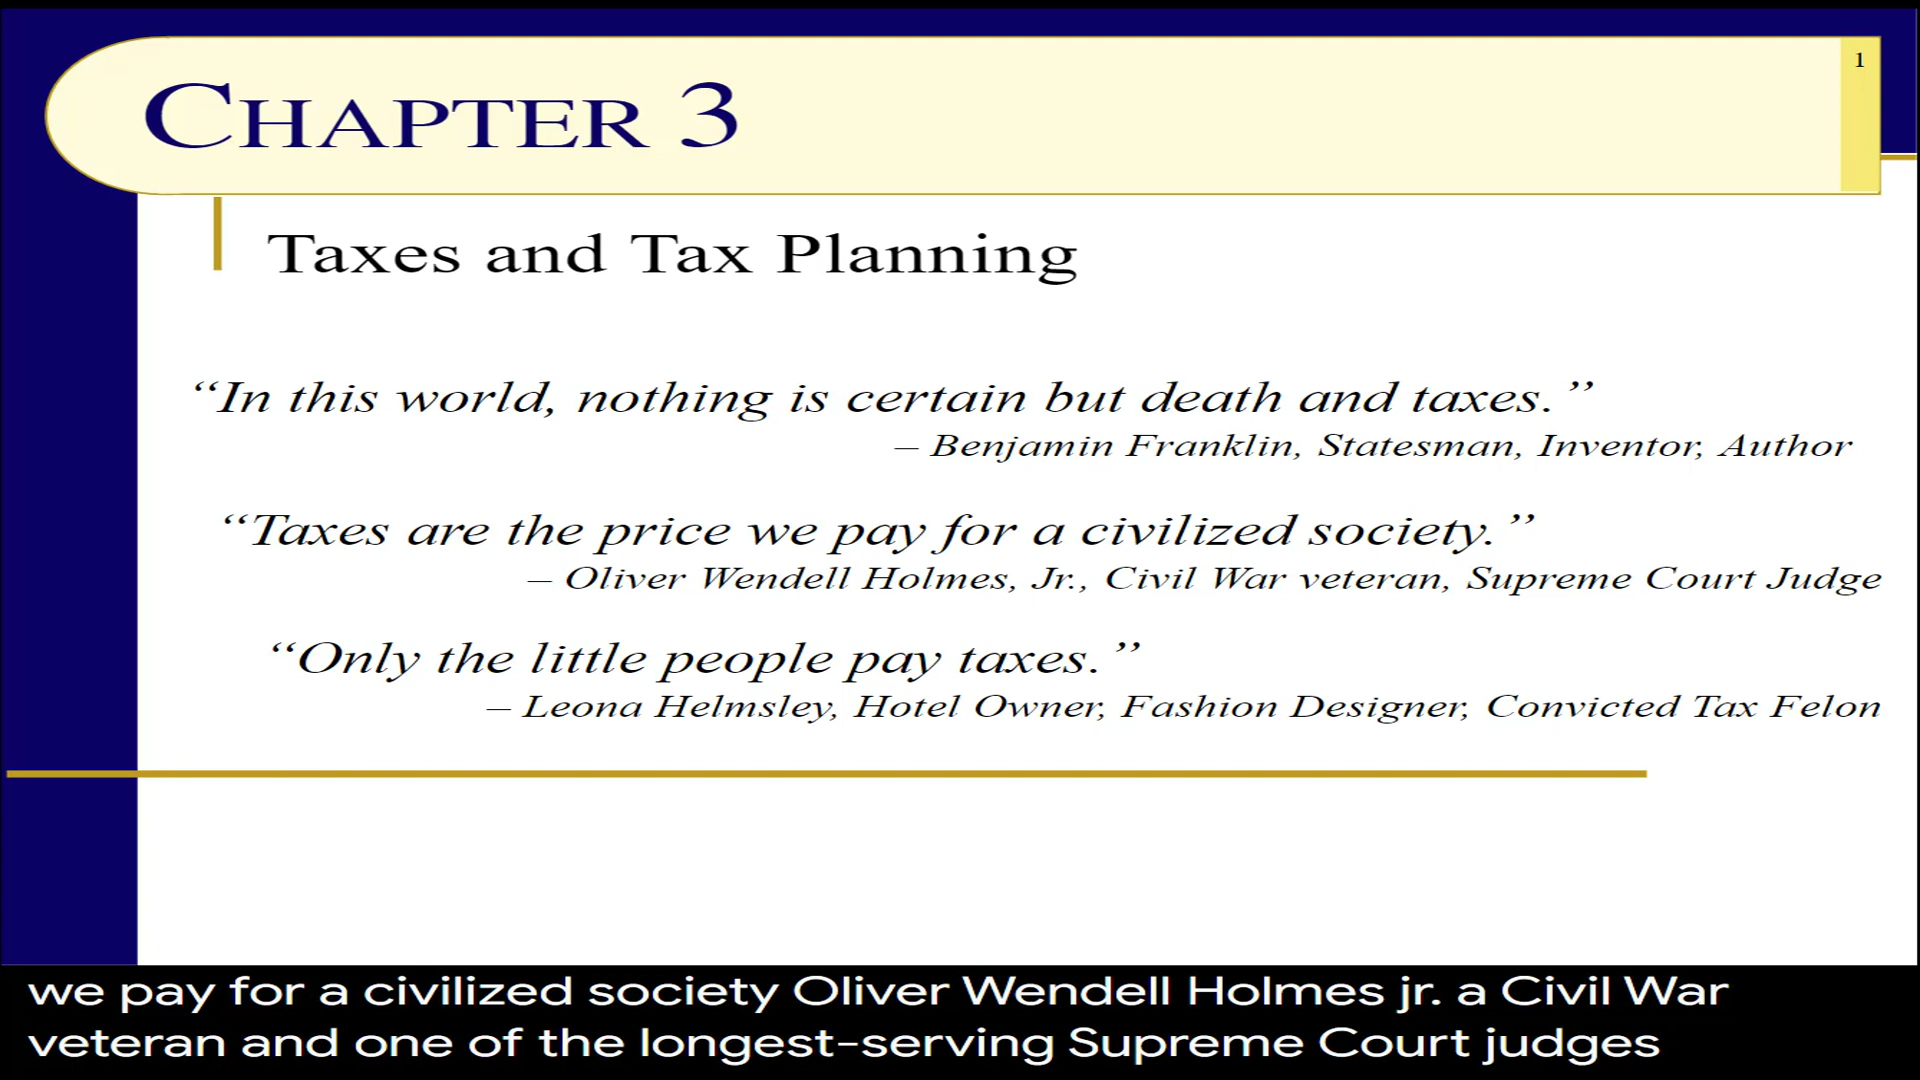 1
CHAPTER 3
Taxes and Tax Planning
“In this world, nothing is certain but death and taxes.”
– Benjamin Franklin, Statesman, Inventor, Author
“Taxes are the price we pay for a civilized society.”
– Oliver Wendell Holmes, Jr., Civil War veteran, Supreme Court Judge
“Only the little people pay taxes.”
– Leona Helmsley, Hotel Owner, Fashion Designer, Convicted Tax Felon
we pay for a civilized society Oliver Wendell Holmes jr. a Civil War
veteran and one of the longest-serving Supreme Court judges